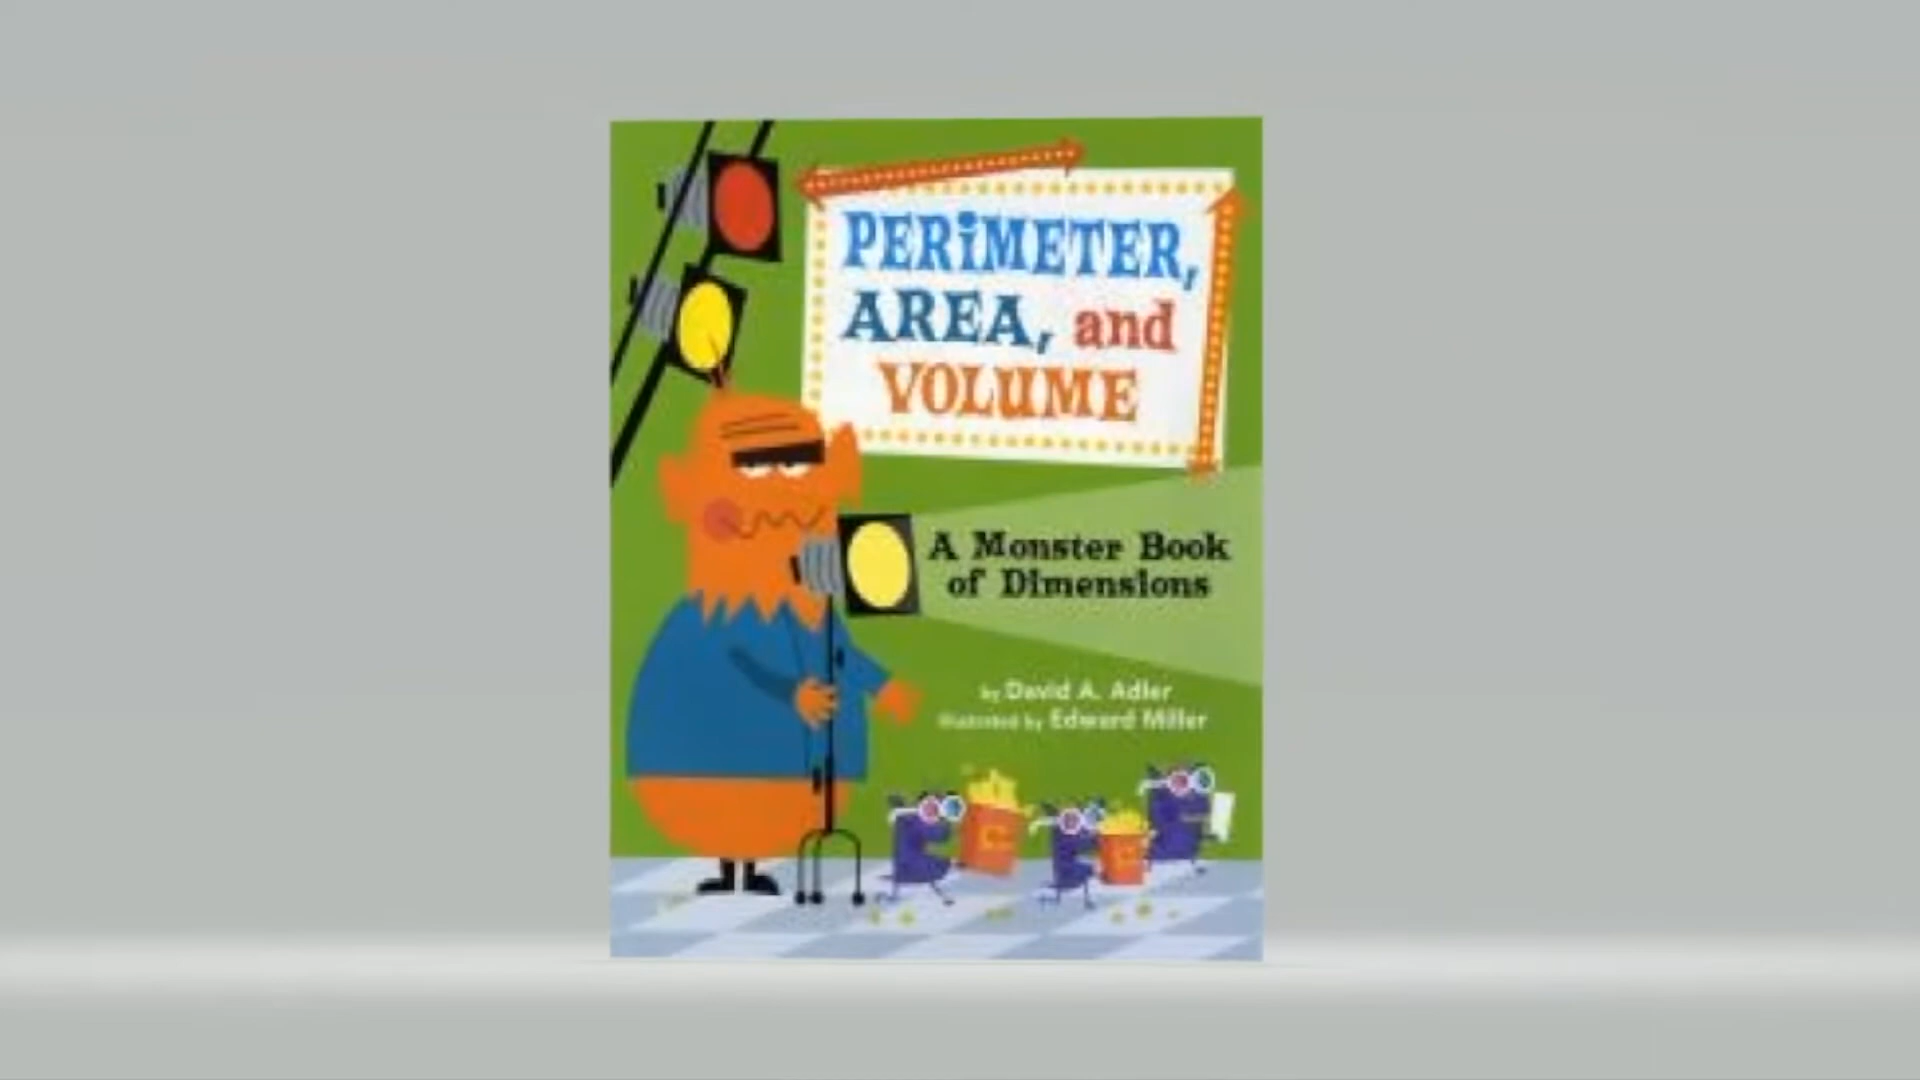 PERiMETER,
AREA, and
VOLUME
A Monster Book
of Dimensions
by David A. Adler
illustrated by Edward Miller